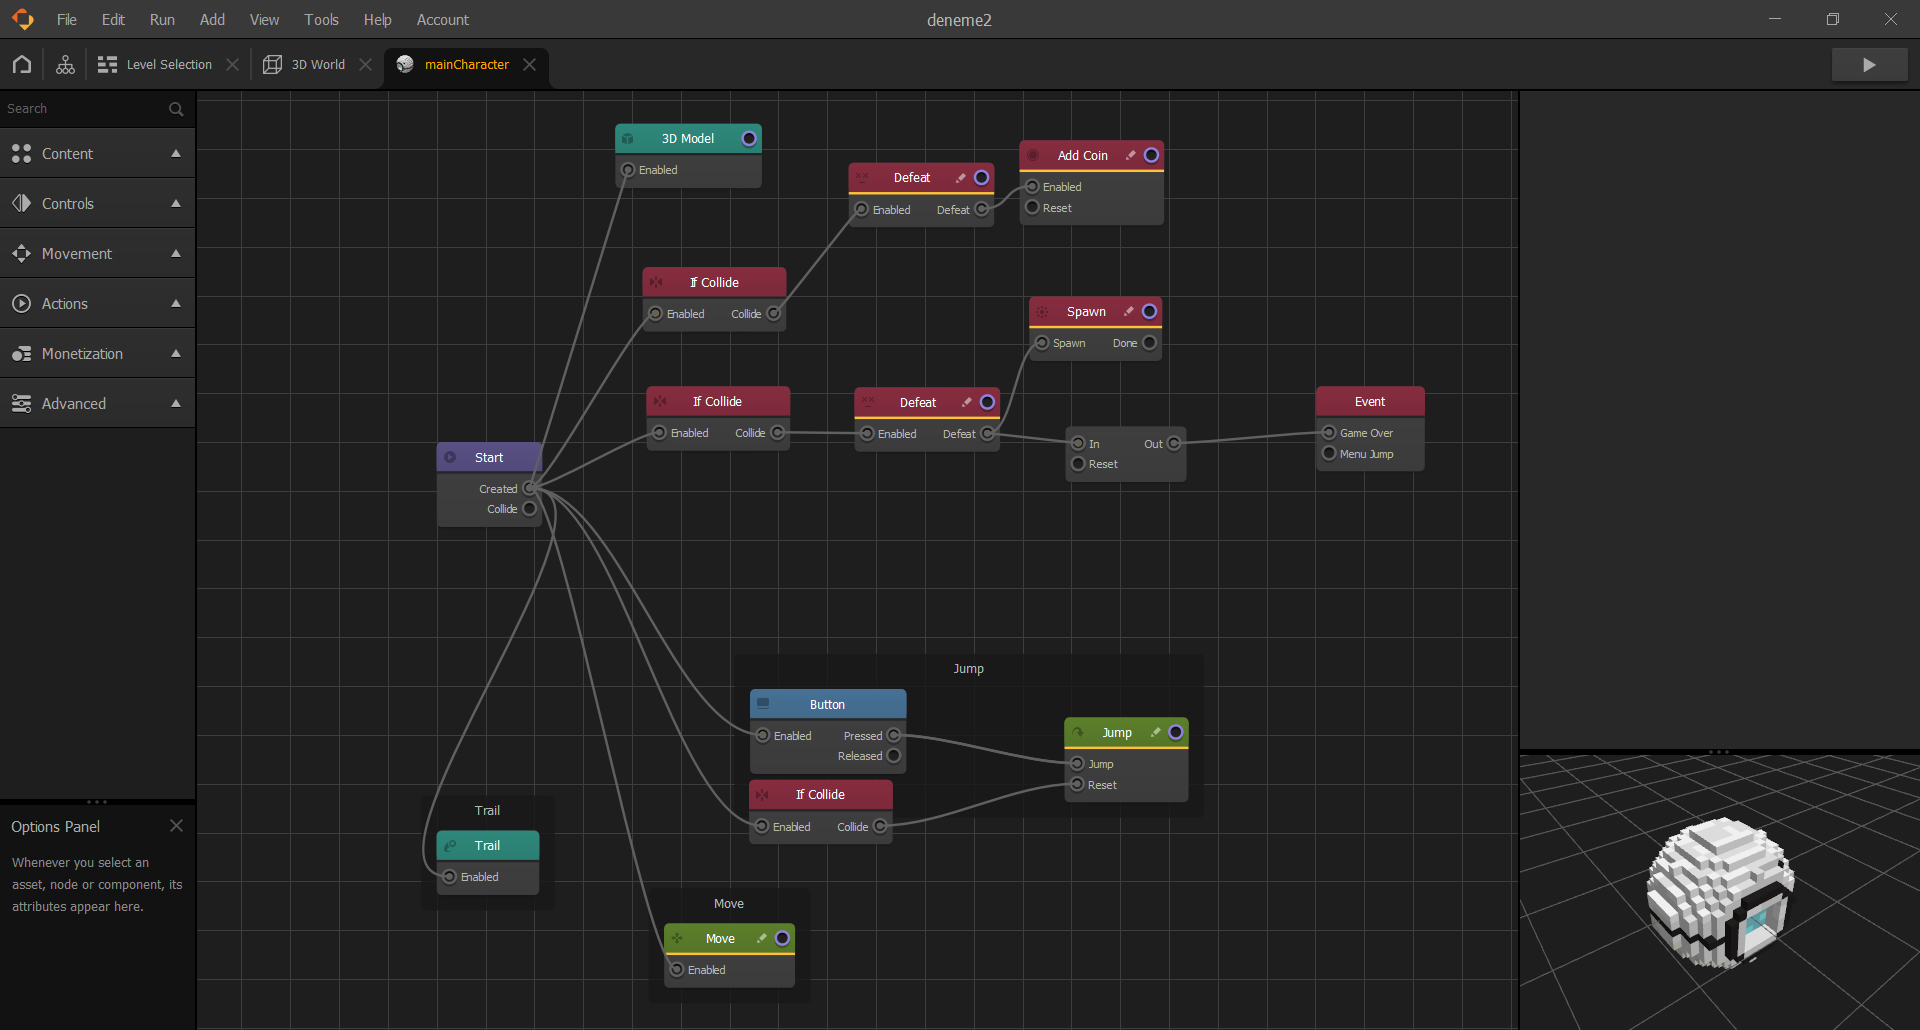 File Edit Run Add View Tools Help Account
deneme2
Level Selection
3D World
mainCharacter
Search
Content
Controls
Movement
Actions
Monetization
Advanced
Options Panel
Whenever you select an
asset, node or component, its
attributes appear here.
3D Model
Enabled
Defeat
Enabled Defeat
Add Coin
Enabled
Reset
If Collide
Enabled Collide
Spawn
Spawn Done
If Collide
Enabled Collide
Defeat
Enabled Defeat
In Out
Reset
Event
Game Over
Menu Jump
Start
Created
Collide
Jump
Button
Enabled Pressed
Released
Jump
Jump
Reset
If Collide
Enabled Collide
Trail
Trail
Enabled
Move
Move
Enabled